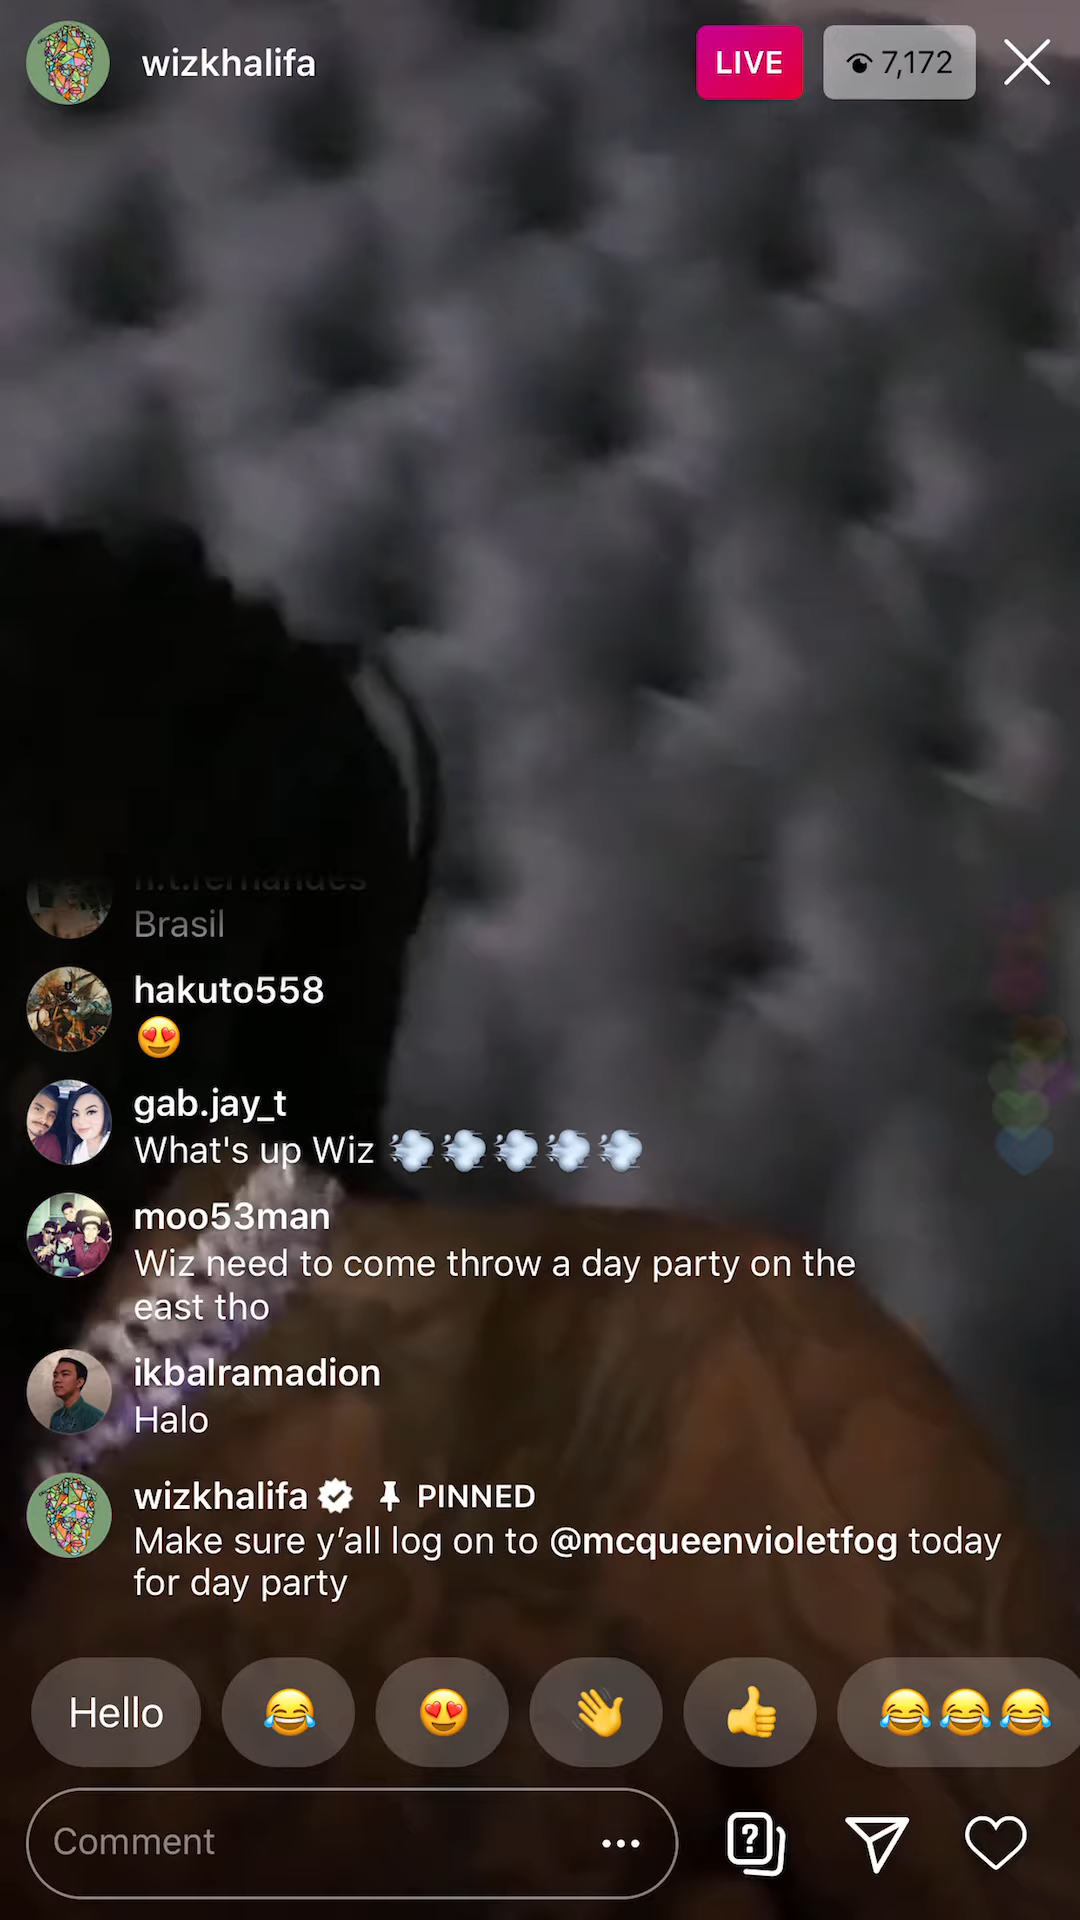 wizkhalifa
LIVE
7,172
Brasil
hakuto558
😍
gab.jay_t
What's up Wiz 💨💨💨💨💨
moo53man
Wiz need to come throw a day party on the
east tho
ikbalramadion
Halo
wizkhalifa PINNED
Make sure y’all log on to @mcqueenvioletfog today
for day party
Hello 😂 😍 👋 👍 😂😂😂
Comment ...